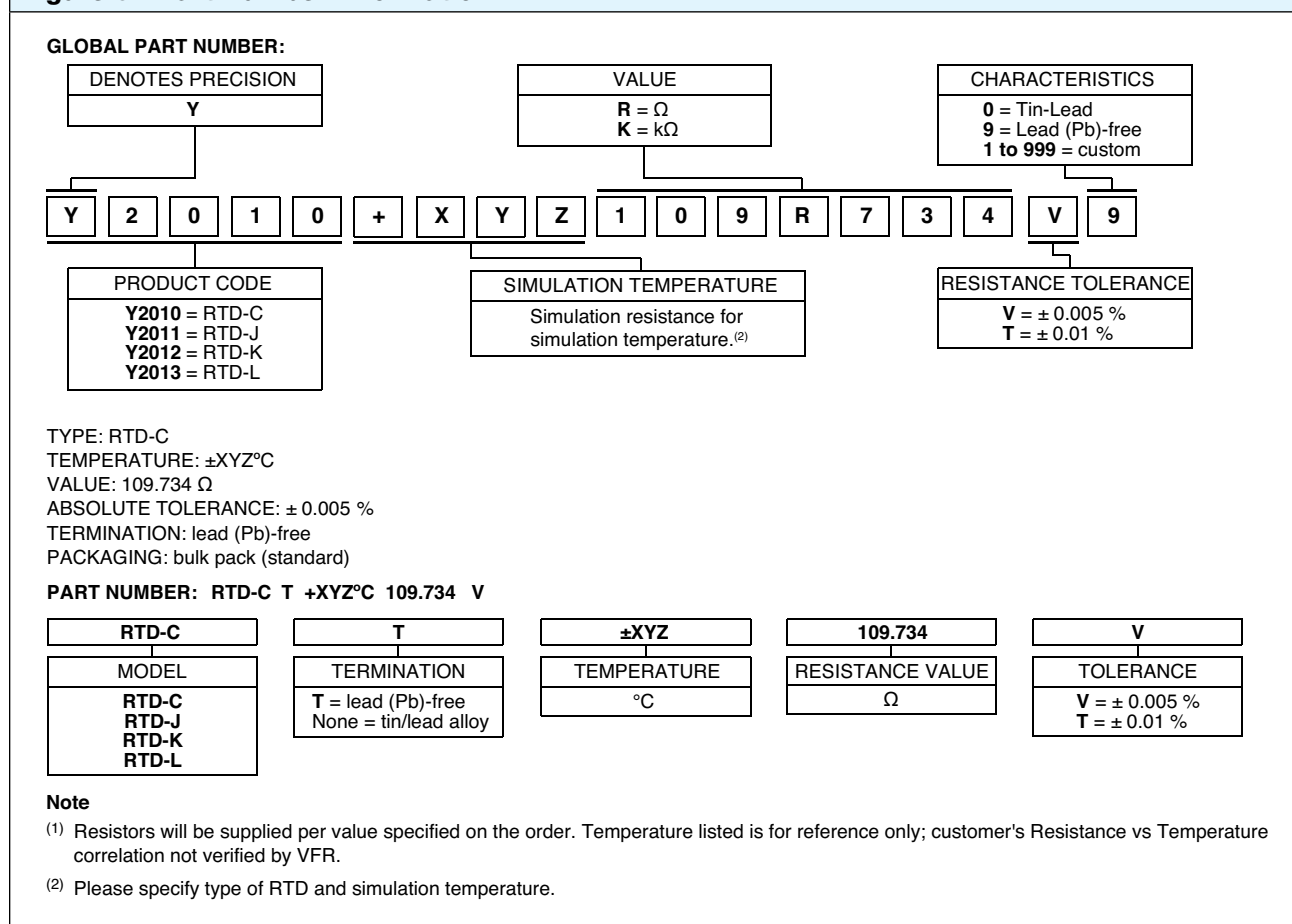 GLOBAL PART NUMBER:
DENOTES PRECISION
Y
VALUE
R = Ω
K = kΩ
CHARACTERISTICS
0 = Tin-Lead
9 = Lead (Pb)-free
1 to 999 = custom
Y 2 0 1 0 + X Y Z 1 0 9 R 7 3 4 V 9
PRODUCT CODE
Y2010 = RTD-C
Y2011 = RTD-J
Y2012 = RTD-K
Y2013 = RTD-L
SIMULATION TEMPERATURE
Simulation resistance for
simulation temperature.(2)
RESISTANCE TOLERANCE
V = ± 0.005 %
T = ± 0.01 %
TYPE: RTD-C
TEMPERATURE: ±XYZºC
VALUE: 109.734 Ω
ABSOLUTE TOLERANCE: ± 0.005 %
TERMINATION: lead (Pb)-free
PACKAGING: bulk pack (standard)
PART NUMBER: RTD-C T +XYZºC 109.734 V
RTD-C
MODEL
RTD-C
RTD-J
RTD-K
RTD-L
T
TERMINATION
T = lead (Pb)-free
None = tin/lead alloy
±XYZ
TEMPERATURE
°C
109.734
RESISTANCE VALUE
Ω
V
TOLERANCE
V = ± 0.005 %
T = ± 0.01 %
Note
(1) Resistors will be supplied per value specified on the order. Temperature listed is for reference only; customer's Resistance vs Temperature
correlation not verified by VFR.
(2) Please specify type of RTD and simulation temperature.